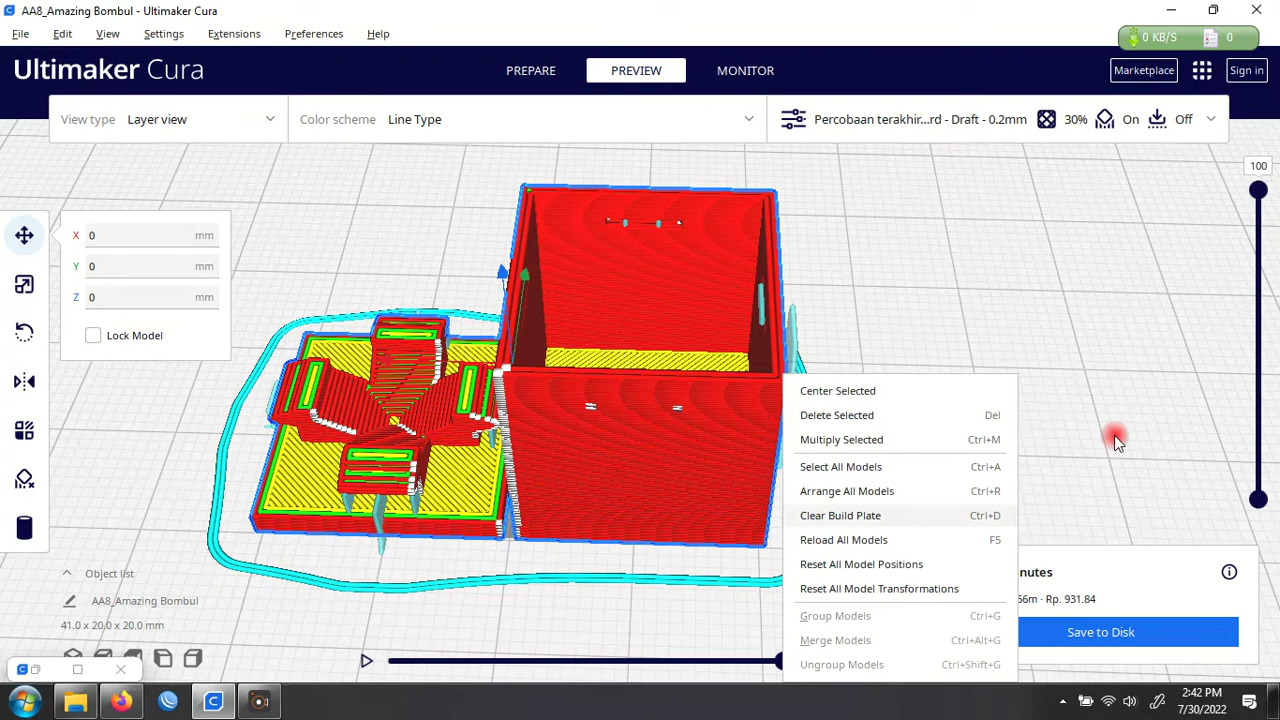 AA8_Amazing Bombul - Ultimaker Cura
File Edit View Settings Extensions Preferences Help
0 KB/S 0
Ultimaker Cura
PREPARE PREVIEW MONITOR
Marketplace Sign in
View type Layer view
Color scheme Line Type
Percobaan terakhir...rd - Draft - 0.2mm 30% On Off
100
X 0 mm
Y 0 mm
Z 0 mm
Lock Model
Center Selected
Delete Selected Del
Multiply Selected Ctrl+M
Select All Models Ctrl+A
Arrange All Models Ctrl+R
Clear Build Plate Ctrl+D
Reload All Models F5
Reset All Model Positions
Reset All Model Transformations
Group Models Ctrl+G
Merge Models Ctrl+Alt+G
Ungroup Models Ctrl+Shift+G
Object list
AA8_Amazing Bombul
41.0 x 20.0 x 20.0 mm
nutes
56m · Rp. 931.84
Save to Disk
2:42 PM
7/30/2022